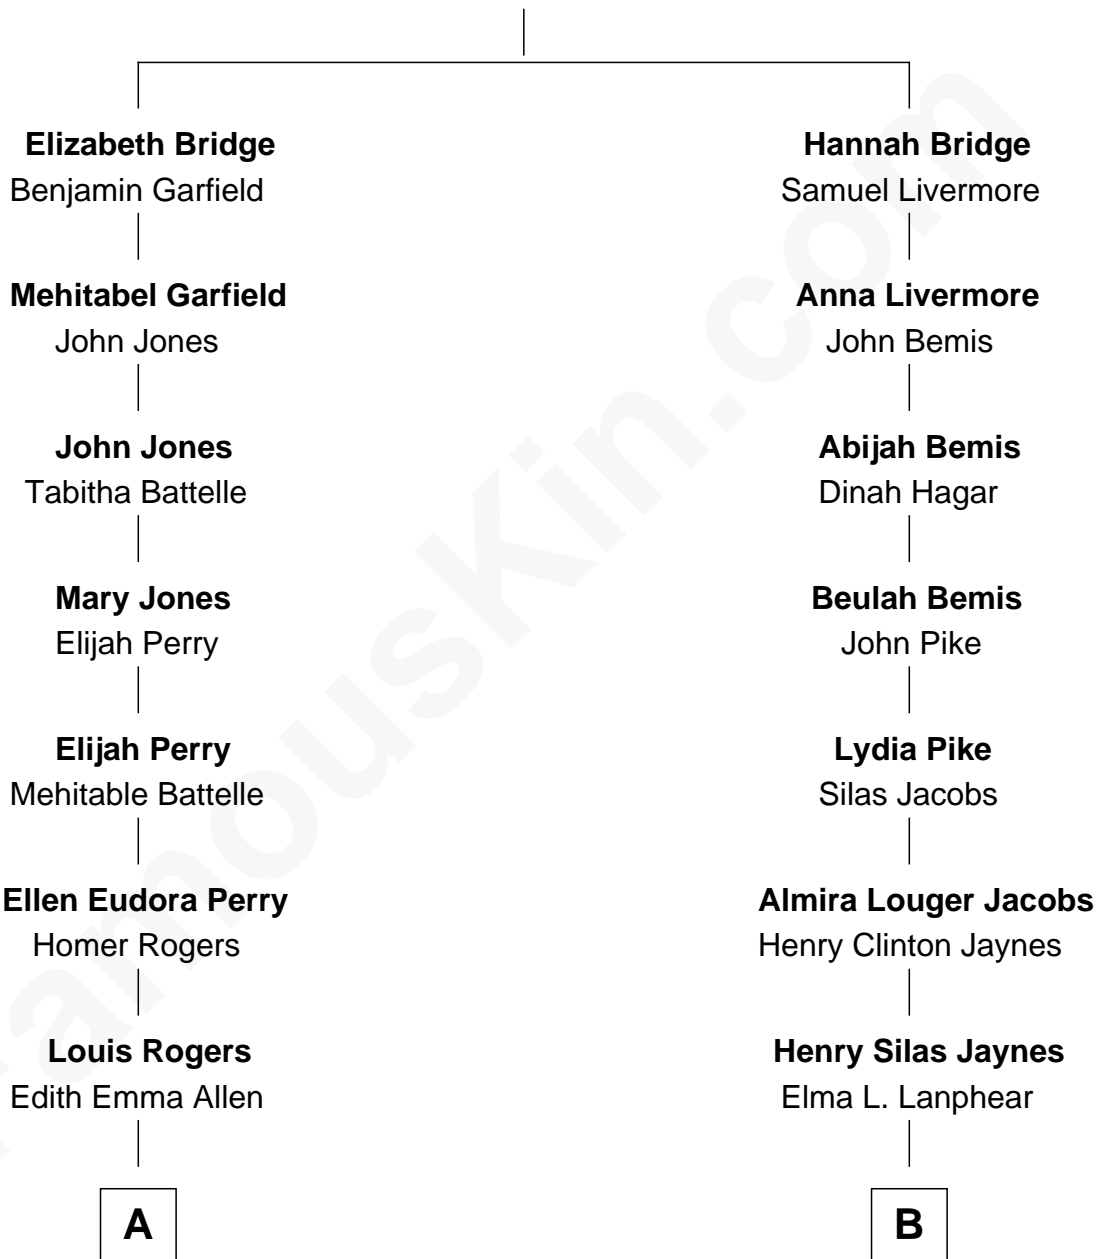 Elizabeth Bridge
Benjamin Garfield
Mehitabel Garfield
John Jones
John Jones
Tabitha Battelle
Mary Jones
Elijah Perry
Elijah Perry
Mehitable Battelle
Ellen Eudora Perry
Homer Rogers
Louis Rogers
Edith Emma Allen
A
Hannah Bridge
Samuel Livermore
Anna Livermore
John Bemis
Abijah Bemis
Dinah Hagar
Beulah Bemis
John Pike
Lydia Pike
Silas Jacobs
Almira Louger Jacobs
Henry Clinton Jaynes
Henry Silas Jaynes
Elma L. Lanphear
B
FamousKin.com